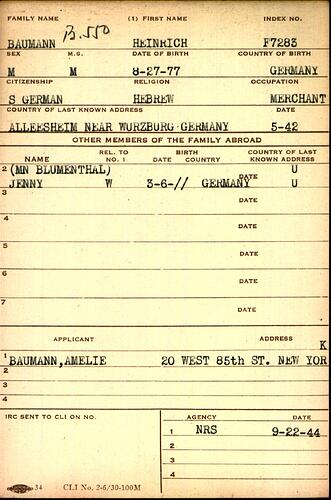 FAMILY NAME (1) FIRST NAME INDEX NO.
B.550
BAUMANN HEINRICH F7283
SEX M.S. DATE OF BIRTH COUNTRY OF BIRTH
M M 8-27-77 GERMANY
CITIZENSHIP RELIGION OCCUPATION
S GERMAN HEBREW MERCHANT
COUNTRY OF LAST KNOWN ADDRESS DATE
ALLEESHEIM NEAR WURZBURG GERMANY 5-42
OTHER MEMBERS OF THE FAMILY ABROAD
NAME REL. TO NO. 1 BIRTH DATE COUNTRY COUNTRY OF LAST KNOWN ADDRESS
2 (MN BLUMENTHAL) DATE U
JENNY W 3-6-// GERMANY U
3 DATE
4 DATE
5 DATE
6 DATE
7 DATE
APPLICANT ADDRESS
K
1 BAUMANN,AMELIE 20 WEST 85th ST. NEW YOR
2
3
4
IRC SENT TO CLI ON NO. AGENCY DATE
1 NRS 9-22-44
2
3
4
34 CLI No. 2-6/30-100M